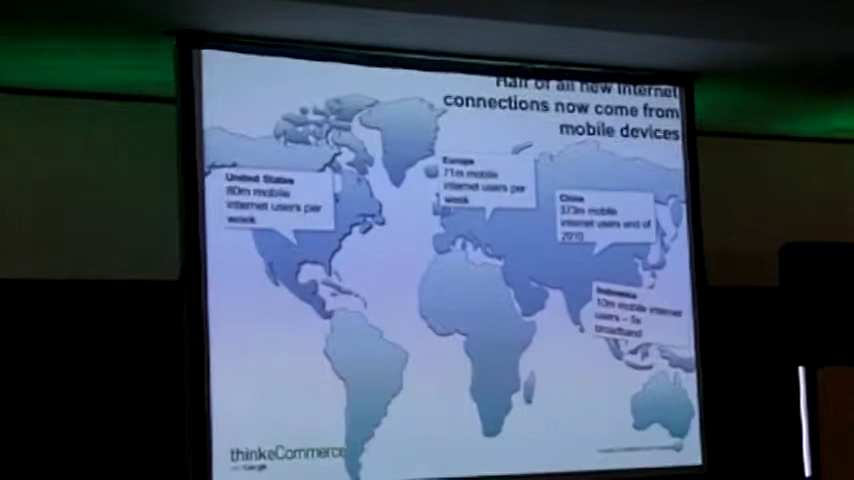 Half of all new Internet
connections now come from
mobile devices
United States
80m mobile
internet users per
week
Europe
71m mobile
internet users per
week
China
373m mobile
internet users end of
2010
Indonesia
10m mobile internet
users – 5x
broadband
thinkeCommerce
with Google